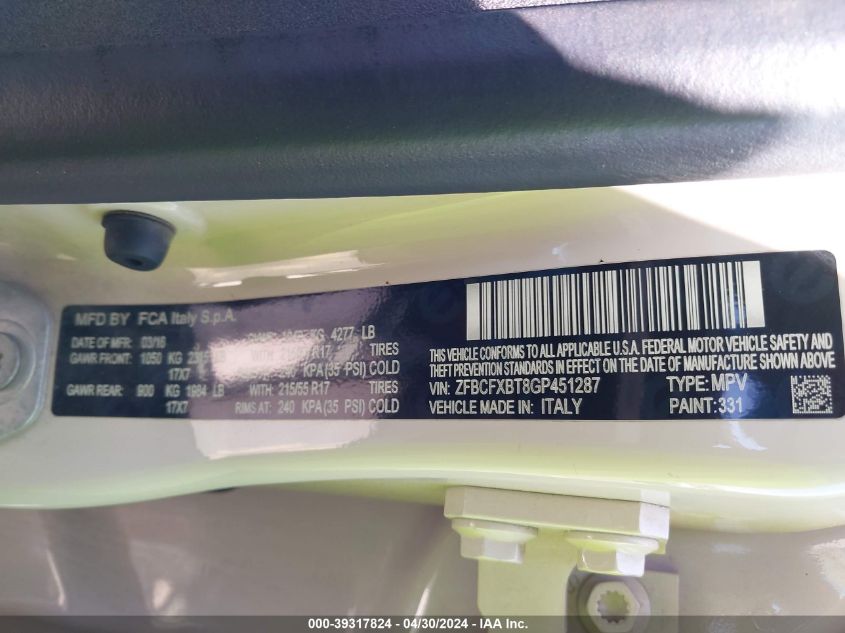 MFD BY FCA Italy S.p.A.
DATE OF MFR: 03/16 KG 4277 LB
GAWR FRONT: 1050 KG WITH R17 TIRES
17X7 KPA (35 PSI) COLD
GAWR REAR: 900 KG 1984 LB WITH: 215/55 R17 TIRES
17X7 RIMS AT: 240 KPA (35 PSI) COLD
THIS VEHICLE CONFORMS TO ALL APPLICABLE U.S.A. FEDERAL MOTOR VEHICLE SAFETY AND
THEFT PREVENTION STANDARDS IN EFFECT ON THE DATE OF MANUFACTURE SHOWN ABOVE
VIN: ZFBCFXBT8GP451287 TYPE: MPV
VEHICLE MADE IN: ITALY PAINT: 331
000-39317824 - 04/30/2024 - IAA Inc.